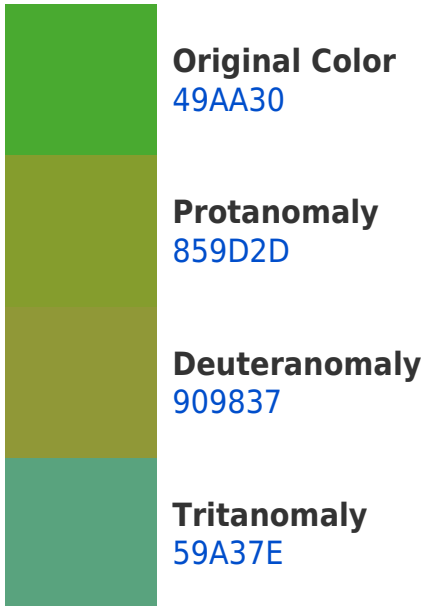 Original Color
49AA30
Protanomaly
859D2D
Deuteranomaly
909837
Tritanomaly
59A37E